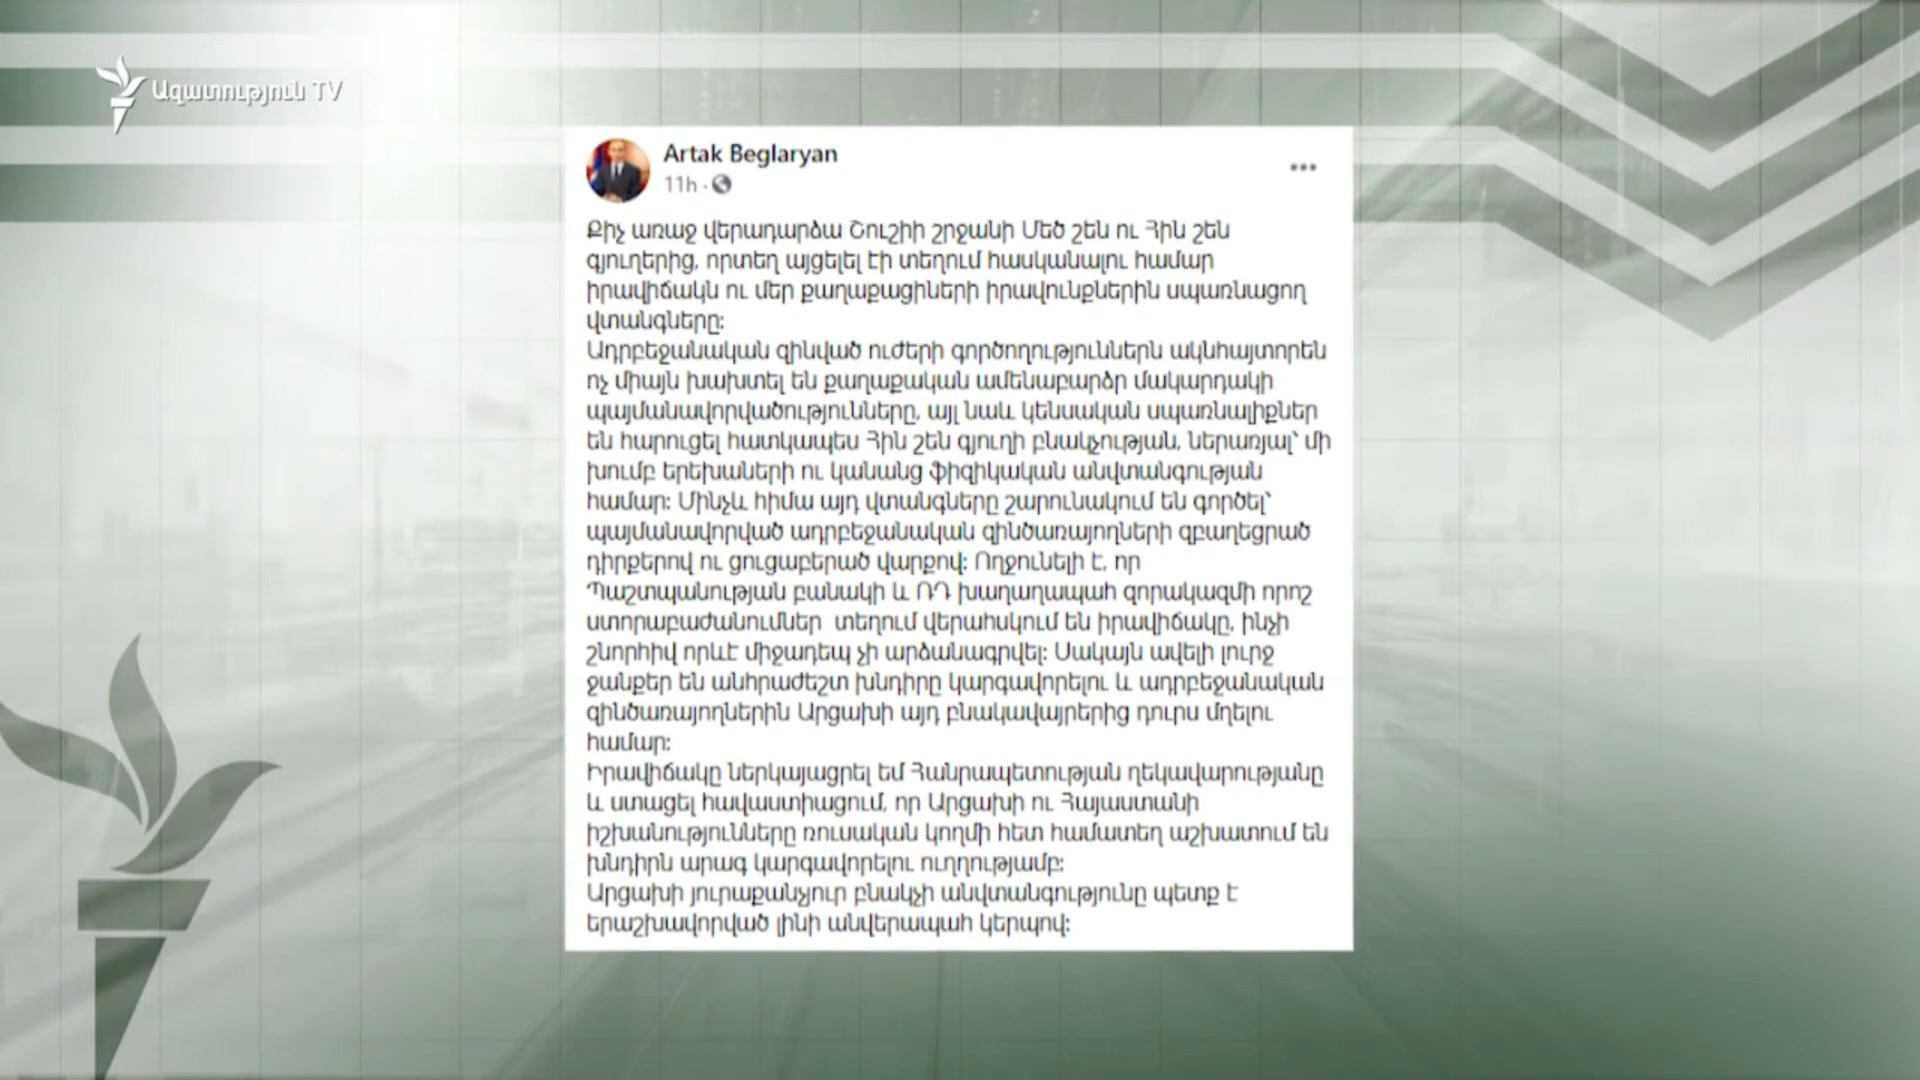 Ազատություն TV
Artak Beglaryan
11h ·
Քիչ առաջ վերադարձա Շուշիի շրջանի Մեծ շեն ու Հին շեն
գյուղերից, որտեղ այցելել էի տեղում հասկանալու համար
իրավիճակն ու մեր քաղաքացիների իրավունքներին սպառնացող
վտանգները:
Ադրբեջանական զինված ուժերի գործողություններն ակնհայտորեն
ոչ միայն խախտել են քաղաքական ամենաբարձր մակարդակի
պայմանավորվածությունները, այլ նաև կենսական սպառնալիքներ
են հարուցել հատկապես Հին շեն գյուղի բնակչության, ներառյալ՝ մի
խումբ երեխաների ու կանանց ֆիզիկական անվտանգության
համար: Մինչև հիմա այդ վտանգները շարունակում են գործել՝
պայմանավորված ադրբեջանական զինծառայողների զբաղեցրած
դիրքերով ու ցուցաբերած վարքով: Ողջունելի է, որ
Պաշտպանության բանակի և ՌԴ խաղաղապահ զորակազմի որոշ
ստորաբաժանումներ տեղում վերահսկում են իրավիճակը, ինչի
շնորհիվ որևէ միջադեպ չի արձանագրվել: Սակայն ավելի լուրջ
ջանքեր են անհրաժեշտ խնդիրը կարգավորելու և ադրբեջանական
զինծառայողներին Արցախի այդ բնակավայրերից դուրս մղելու
համար:
Իրավիճակը ներկայացրել եմ Հանրապետության ղեկավարությանը
և ստացել հավաստիացում, որ Արցախի ու Հայաստանի
իշխանությունները ռուսական կողմի հետ համատեղ աշխատում են
խնդիրն արագ կարգավորելու ուղղությամբ:
Արցախի յուրաքանչյուր բնակչի անվտանգությունը պետք է
երաշխավորված լինի անվերապահ կերպով: